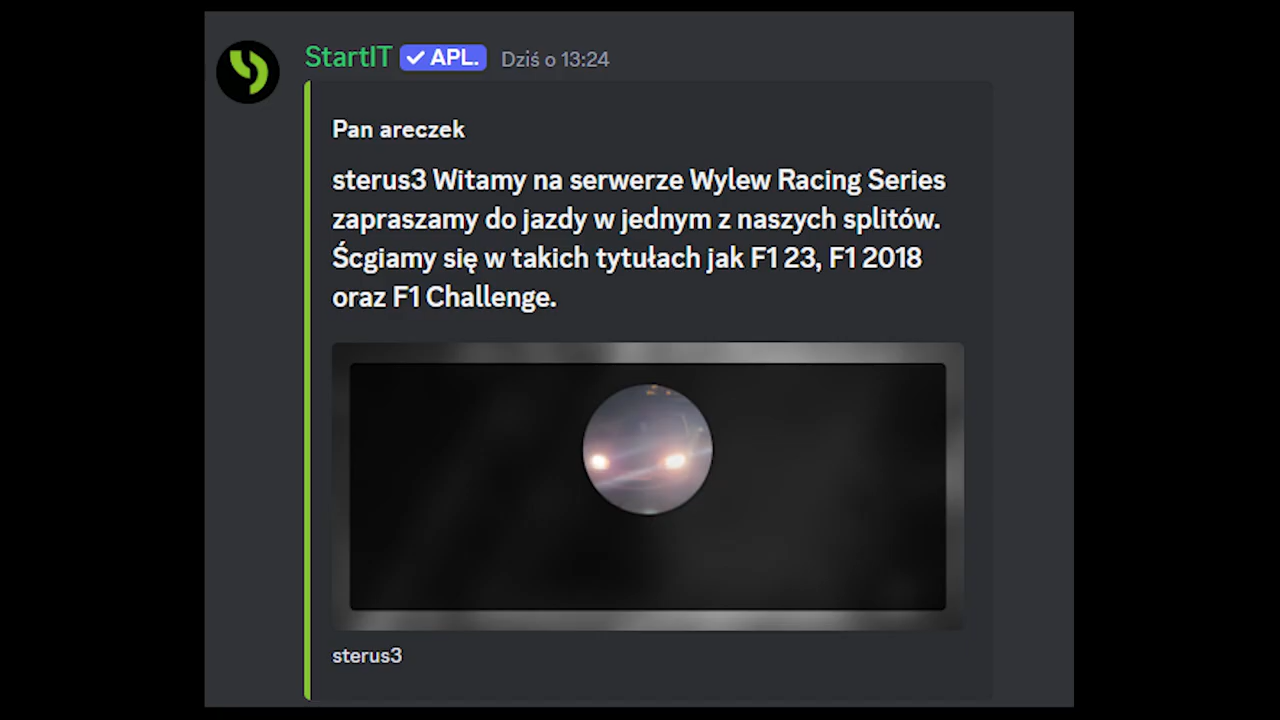 StartIT ✓ APL. Dziś o 13:24
Pan areczek
sterus3 Witamy na serwerze Wylew Racing Series
zapraszamy do jazdy w jednym z naszych splitów.
Ścgiamy się w takich tytułach jak F1 23, F1 2018
oraz F1 Challenge.
sterus3